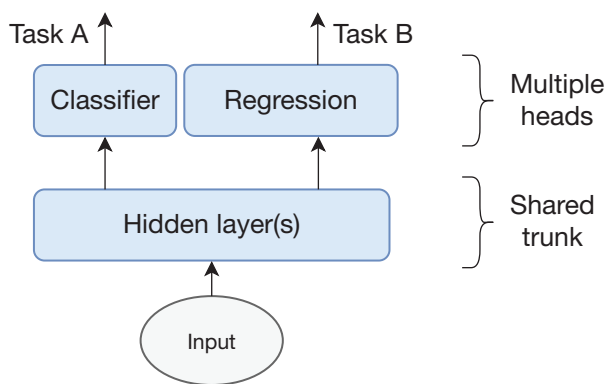 Task A
Task B
Classifier
Regression
Multiple
heads
Hidden layer(s)
Shared
trunk
Input